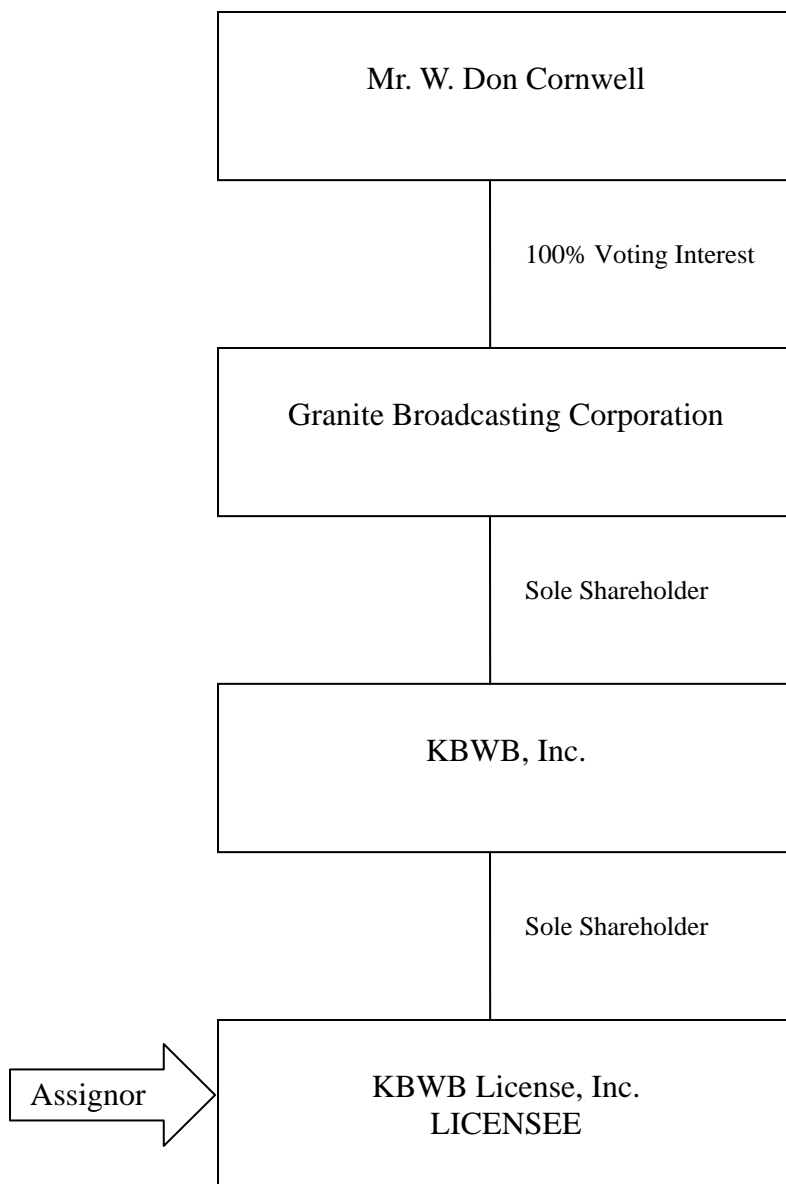 Mr. W. Don Cornwell
100% Voting Interest
Granite Broadcasting Corporation
Sole Shareholder
KBWB, Inc.
Sole Shareholder
Assignor
KBWB License, Inc.
LICENSEE